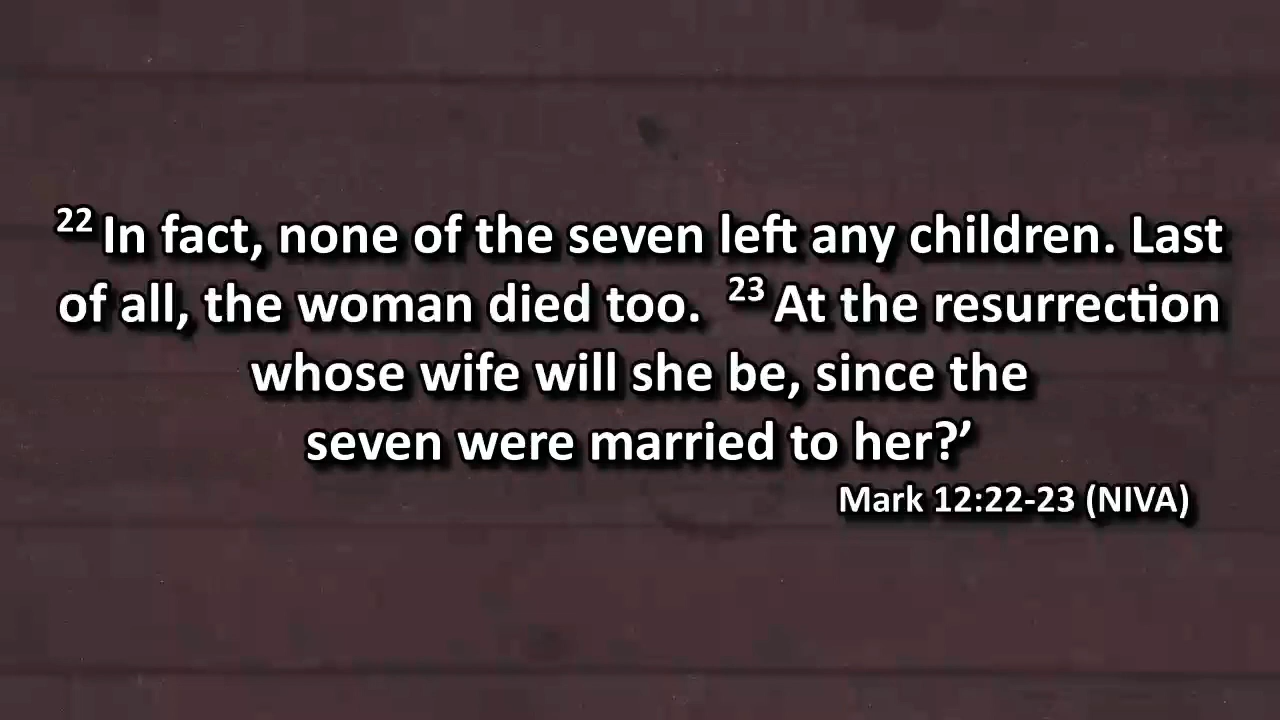 22 In fact, none of the seven left any children. Last
of all, the woman died too. 23 At the resurrection
whose wife will she be, since the
seven were married to her?’
Mark 12:22-23 (NIVA)